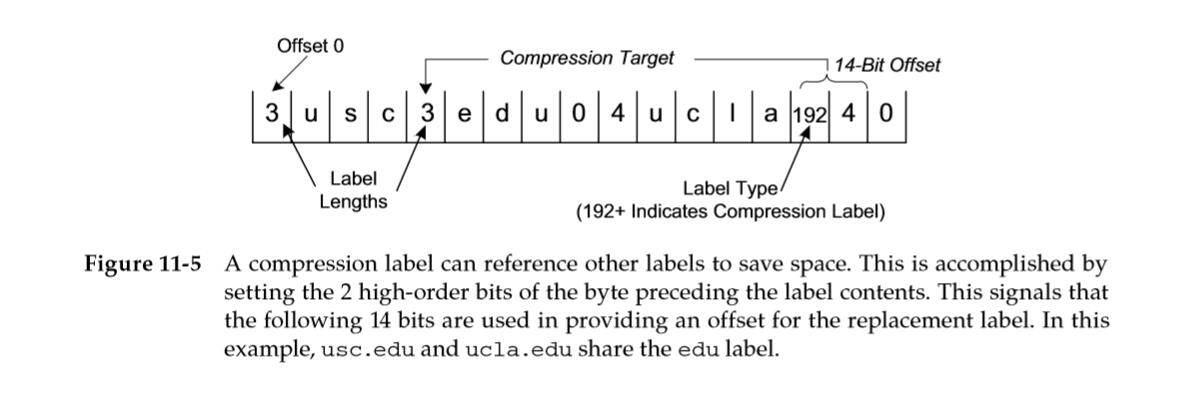 Offset 0
Compression Target
14-Bit Offset
3 u s c 3 e d u 0 4 u c l a 192 4 0
Label
Lengths
Label Type
(192+ Indicates Compression Label)
Figure 11-5 A compression label can reference other labels to save space. This is accomplished by
setting the 2 high-order bits of the byte preceding the label contents. This signals that
the following 14 bits are used in providing an offset for the replacement label. In this
example, usc.edu and ucla.edu share the edu label.